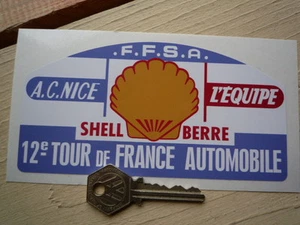 .F.F.S.A.
A.C. NICE
L'EQUIPE
SHELL BERRE
12e TOUR DE FRANCE AUTOMOBILE